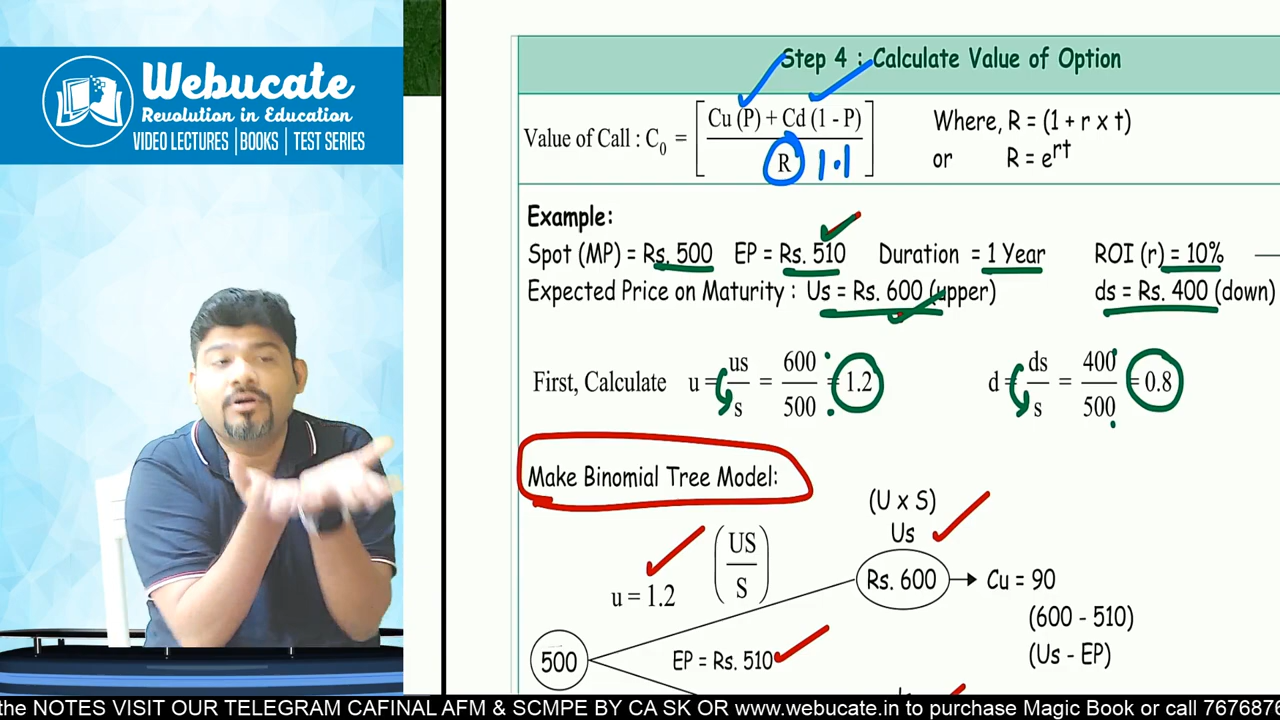 Webucate
Revolution in Education
VIDEO LECTURES | BOOKS | TEST SERIES
Step 4 : Calculate Value of Option
Value of Call : C₀ = [ Cu (P) + Cd (1 - P) / R ] 1.1
Where, R = (1 + r x t)
or R = eʳᵗ
Example:
Spot (MP) = Rs. 500 EP = Rs. 510 Duration = 1 Year ROI (r) = 10%
Expected Price on Maturity : Us = Rs. 600 (upper) ds = Rs. 400 (down)
First, Calculate u = us / s = 600 / 500 = 1.2 d = ds / s = 400 / 500 = 0.8
Make Binomial Tree Model:
(U x S)
Us
u = 1.2 ( US / S )
Rs. 600 Cu = 90
(600 - 510)
(Us - EP)
500 EP = Rs. 510
the NOTES VISIT OUR TELEGRAM CAFINAL AFM & SCMPE BY CA SK OR www.webucate.in to purchase Magic Book or call 7676876